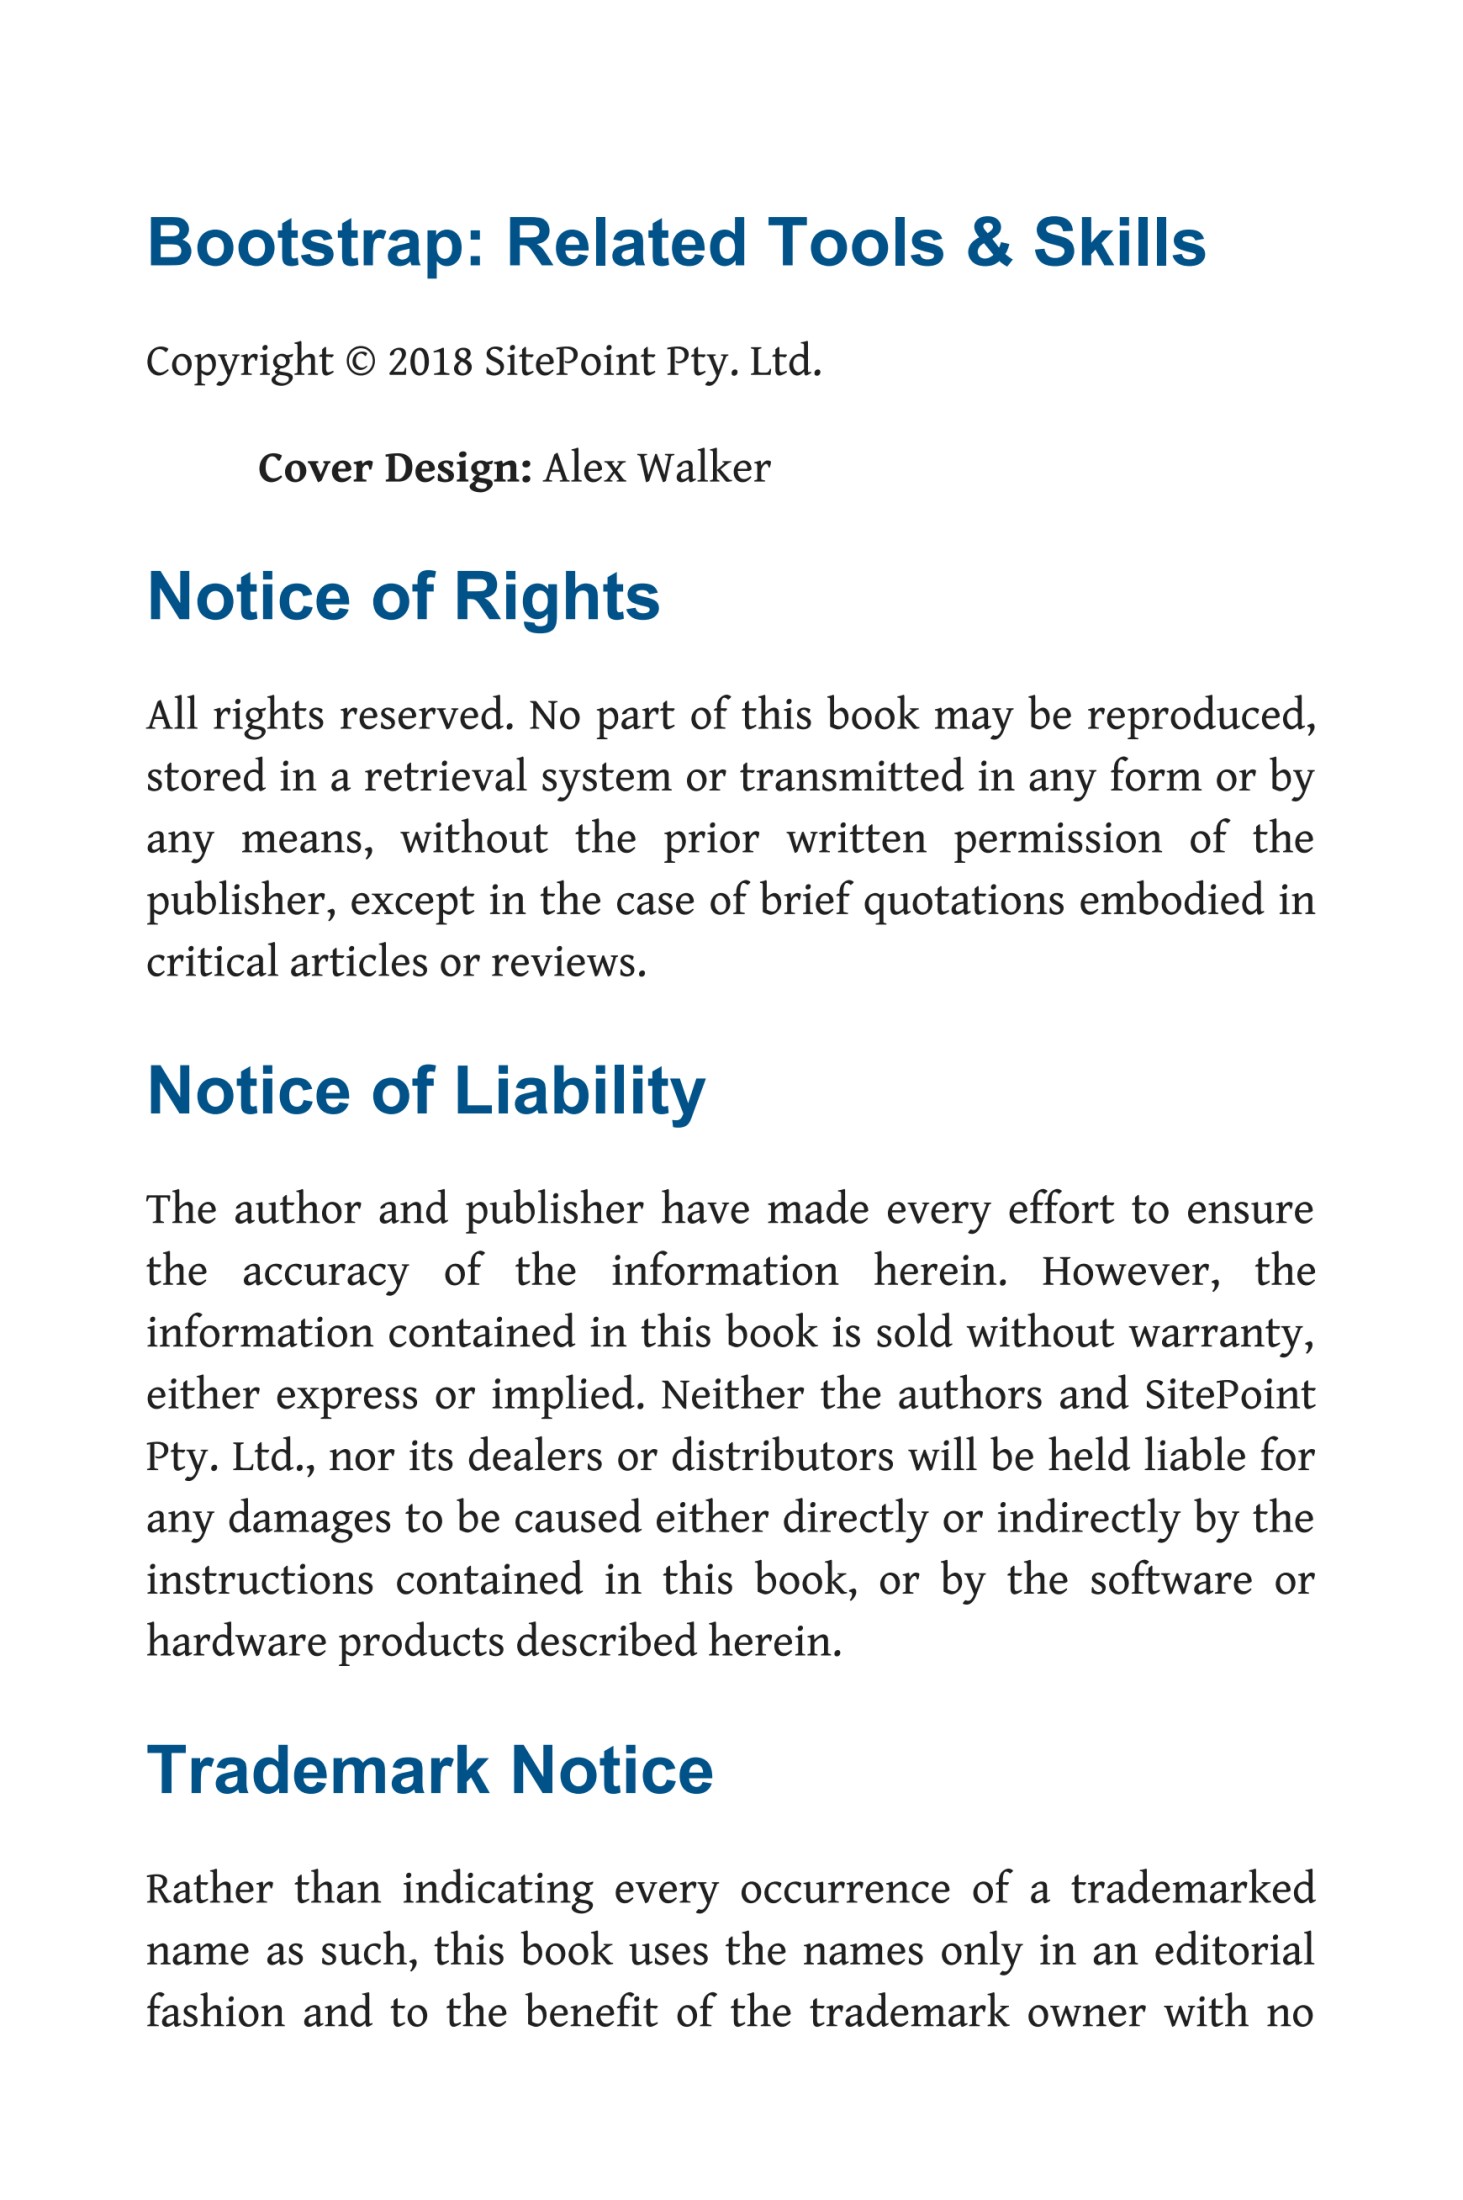 Bootstrap: Related Tools & Skills
Copyright © 2018 SitePoint Pty. Ltd.
Cover Design: Alex Walker
Notice of Rights
All rights reserved. No part of this book may be reproduced,
stored in a retrieval system or transmitted in any form or by
any means, without the prior written permission of the
publisher, except in the case of brief quotations embodied in
critical articles or reviews.
Notice of Liability
The author and publisher have made every effort to ensure
the accuracy of the information herein. However, the
information contained in this book is sold without warranty,
either express or implied. Neither the authors and SitePoint
Pty. Ltd., nor its dealers or distributors will be held liable for
any damages to be caused either directly or indirectly by the
instructions contained in this book, or by the software or
hardware products described herein.
Trademark Notice
Rather than indicating every occurrence of a trademarked
name as such, this book uses the names only in an editorial
fashion and to the benefit of the trademark owner with no